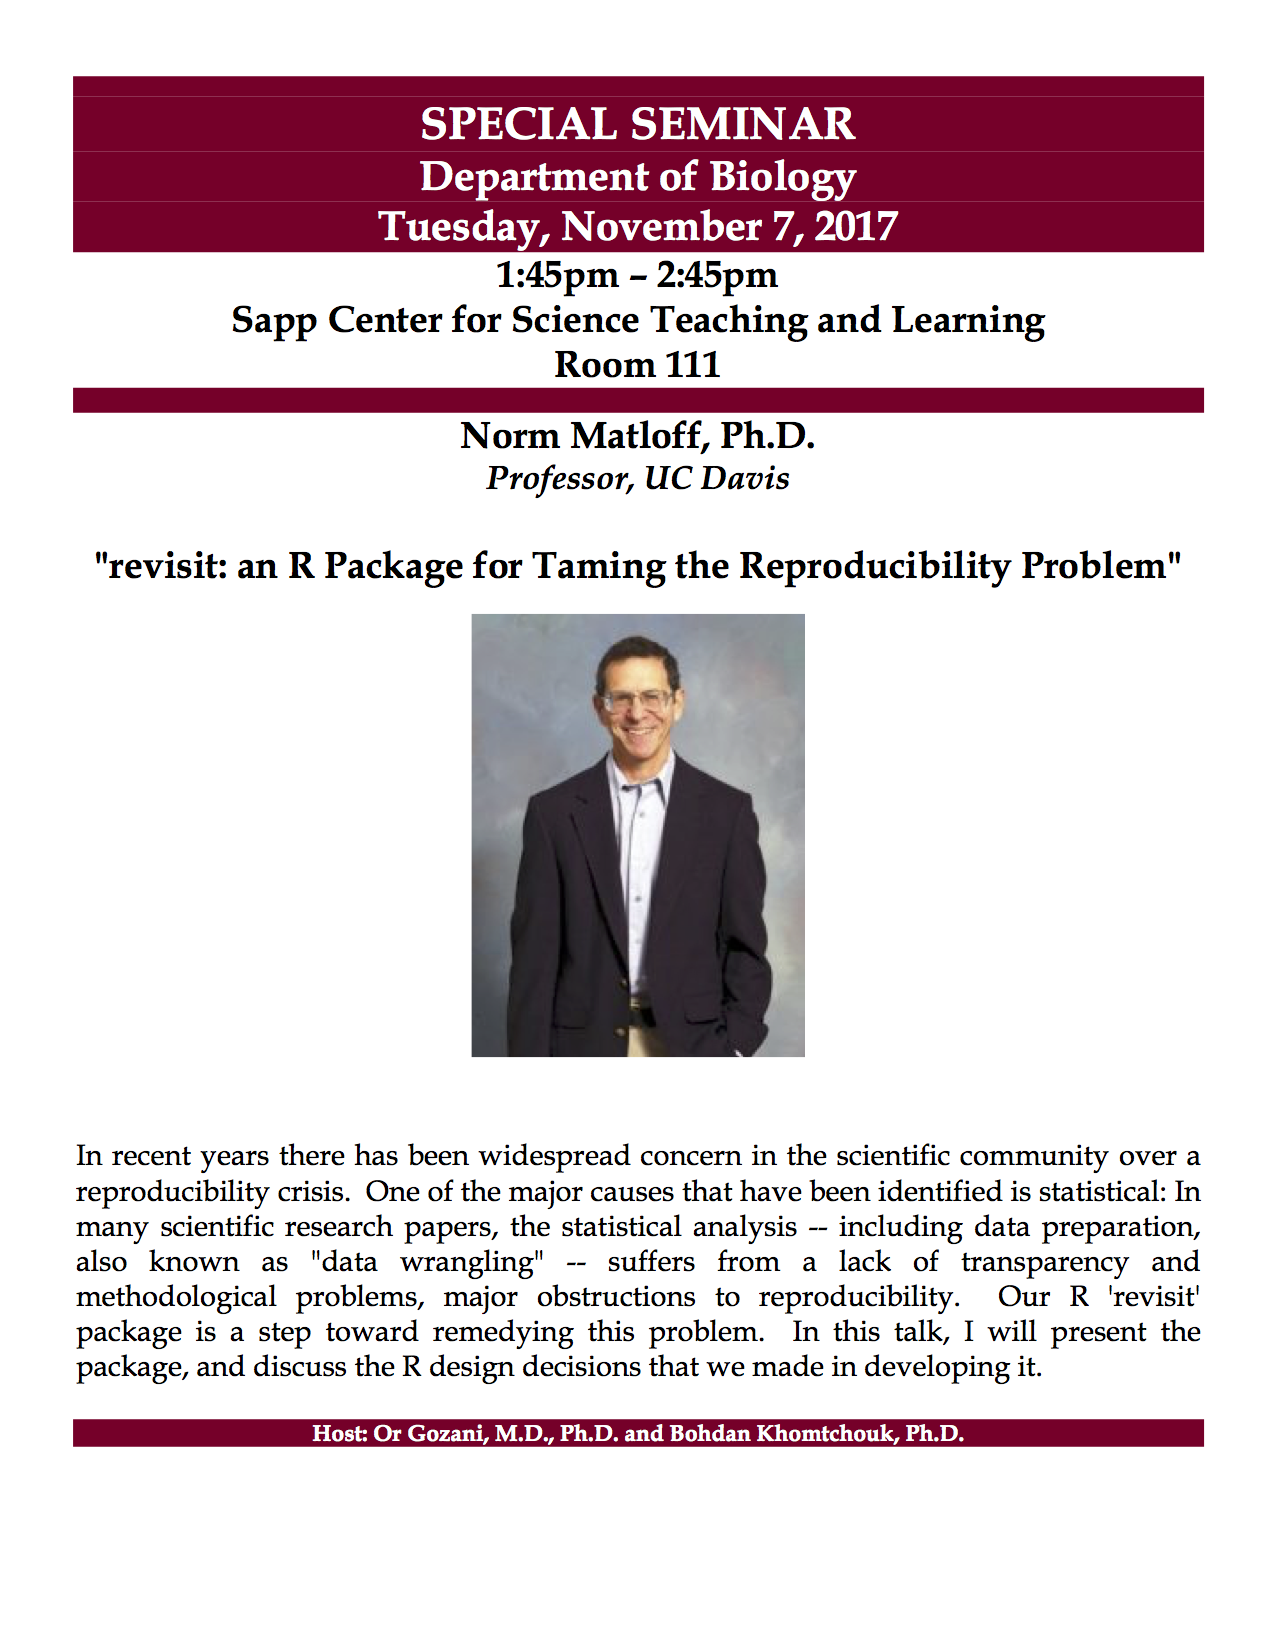 SPECIAL SEMINAR
Department of Biology
Tuesday, November 7, 2017
1:45pm – 2:45pm
Sapp Center for Science Teaching and Learning
Room 111
Norm Matloff, Ph.D.
Professor, UC Davis
"revisit: an R Package for Taming the Reproducibility Problem"
In recent years there has been widespread concern in the scientific community over a
reproducibility crisis.  One of the major causes that have been identified is statistical: In
many scientific research papers, the statistical analysis -- including data preparation,
also known as "data wrangling" -- suffers from a lack of transparency and
methodological problems, major obstructions to reproducibility.  Our R 'revisit'
package is a step toward remedying this problem.  In this talk, I will present the
package, and discuss the R design decisions that we made in developing it.
Host: Or Gozani, M.D., Ph.D. and Bohdan Khomtchouk, Ph.D.